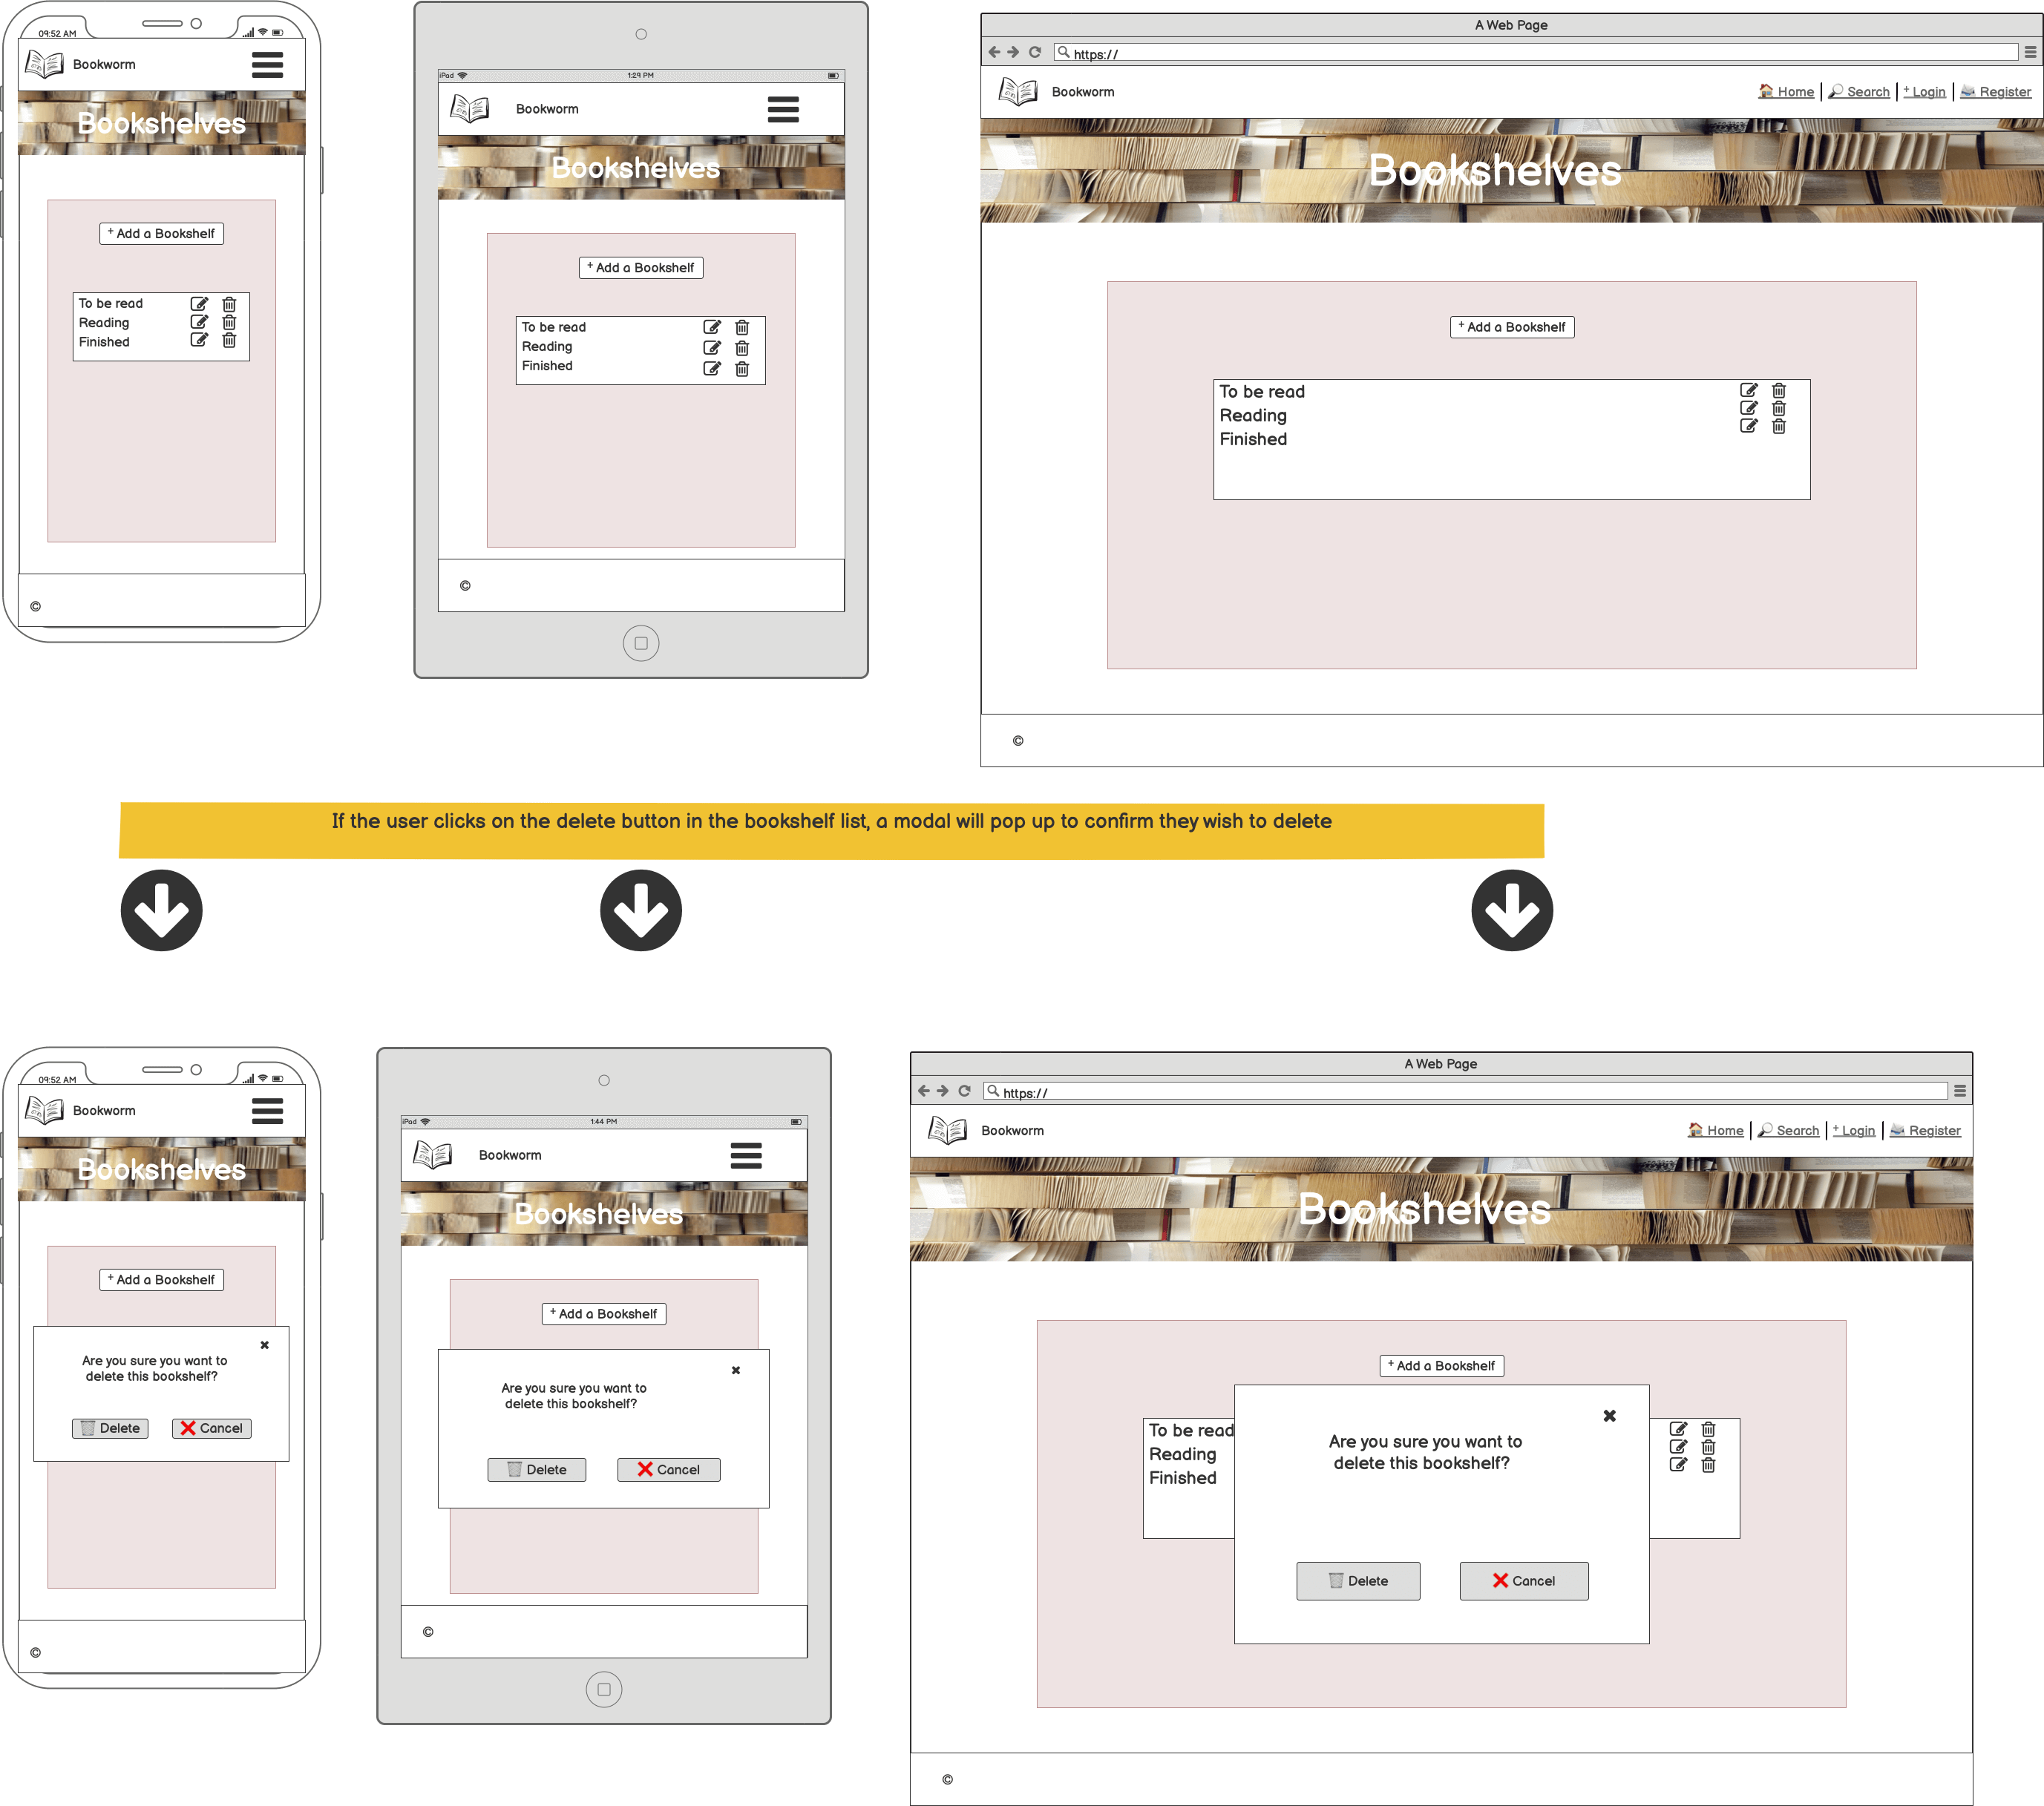 09:52 AM
Bookworm
Bookshelves
+ Add a Bookshelf
To be read
Reading
Finished
©
iPad
1:29 PM
Bookworm
Bookshelves
+ Add a Bookshelf
To be read
Reading
Finished
©
A Web Page
https://
Bookworm
Home | Search | + Login | Register
Bookshelves
+ Add a Bookshelf
To be read
Reading
Finished
©
If the user clicks on the delete button in the bookshelf list, a modal will pop up to confirm they wish to delete
09:52 AM
Bookworm
Bookshelves
+ Add a Bookshelf
Are you sure you want to
delete this bookshelf?
Delete
Cancel
©
iPad
1:44 PM
Bookworm
Bookshelves
+ Add a Bookshelf
Are you sure you want to
delete this bookshelf?
Delete
Cancel
©
A Web Page
https://
Bookworm
Home | Search | + Login | Register
Bookshelves
+ Add a Bookshelf
To be read
Reading
Finished
Are you sure you want to
delete this bookshelf?
Delete
Cancel
©